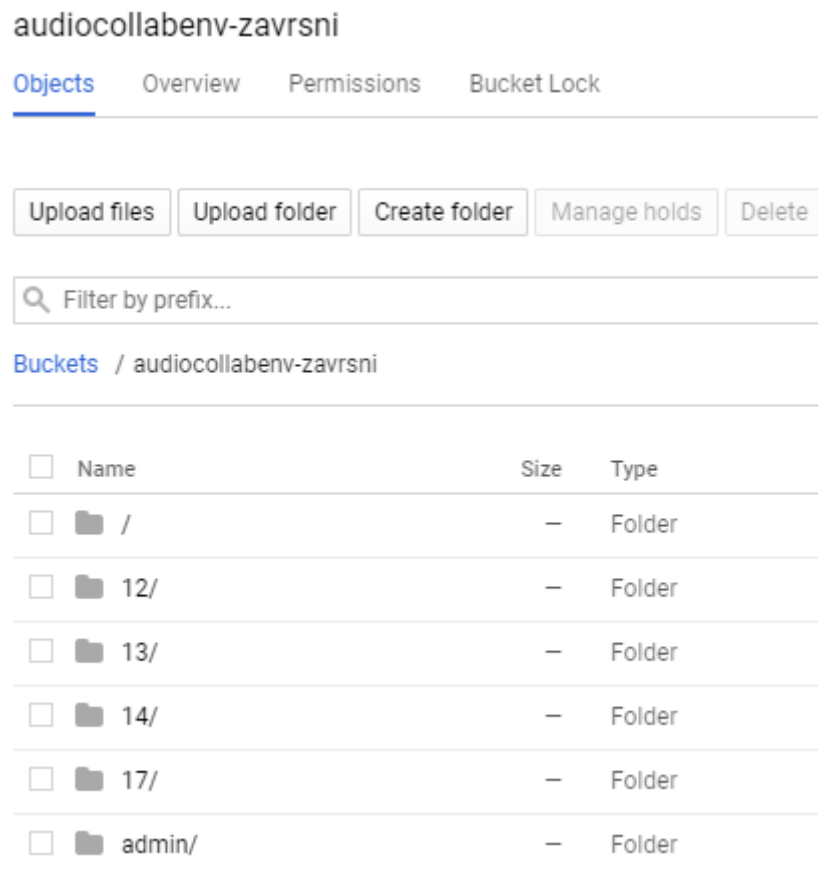 audiocollabenv-zavrsni
Objects Overview Permissions Bucket Lock
Upload files Upload folder Create folder Manage holds Delete
Filter by prefix...
Buckets / audiocollabenv-zavrsni
Name Size Type
/ — Folder
12/ — Folder
13/ — Folder
14/ — Folder
17/ — Folder
admin/ — Folder